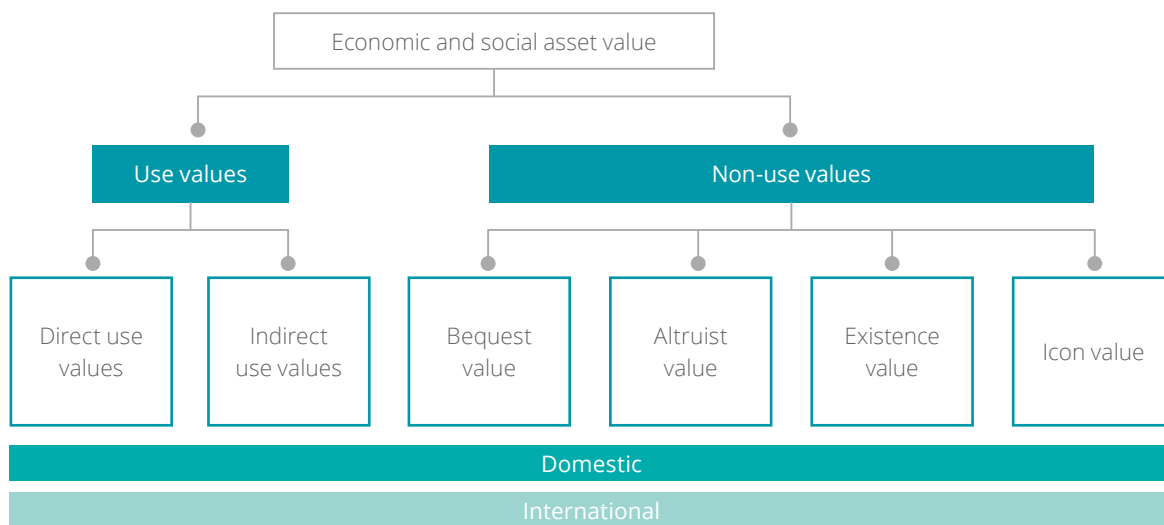 Economic and social asset value
Use values
Non-use values
Direct use
values
Indirect
use values
Bequest
value
Altruist
value
Existence
value
Icon value
Domestic
International